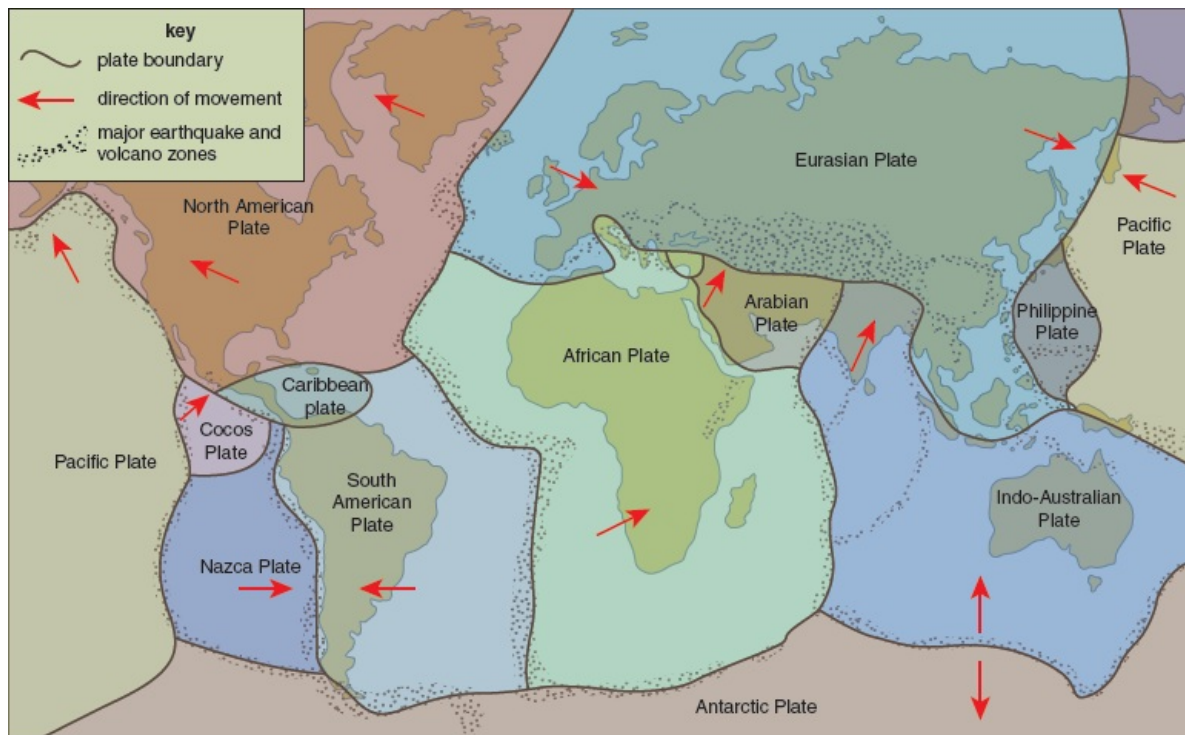 key
plate boundary
direction of movement
major earthquake and
volcano zones
North American
Plate
Eurasian Plate
Pacific
Plate
Arabian
Plate
Philippine
Plate
African Plate
Caribbean
plate
Cocos
Plate
Pacific Plate
South
American
Plate
Indo-Australian
Plate
Nazca Plate
Antarctic Plate